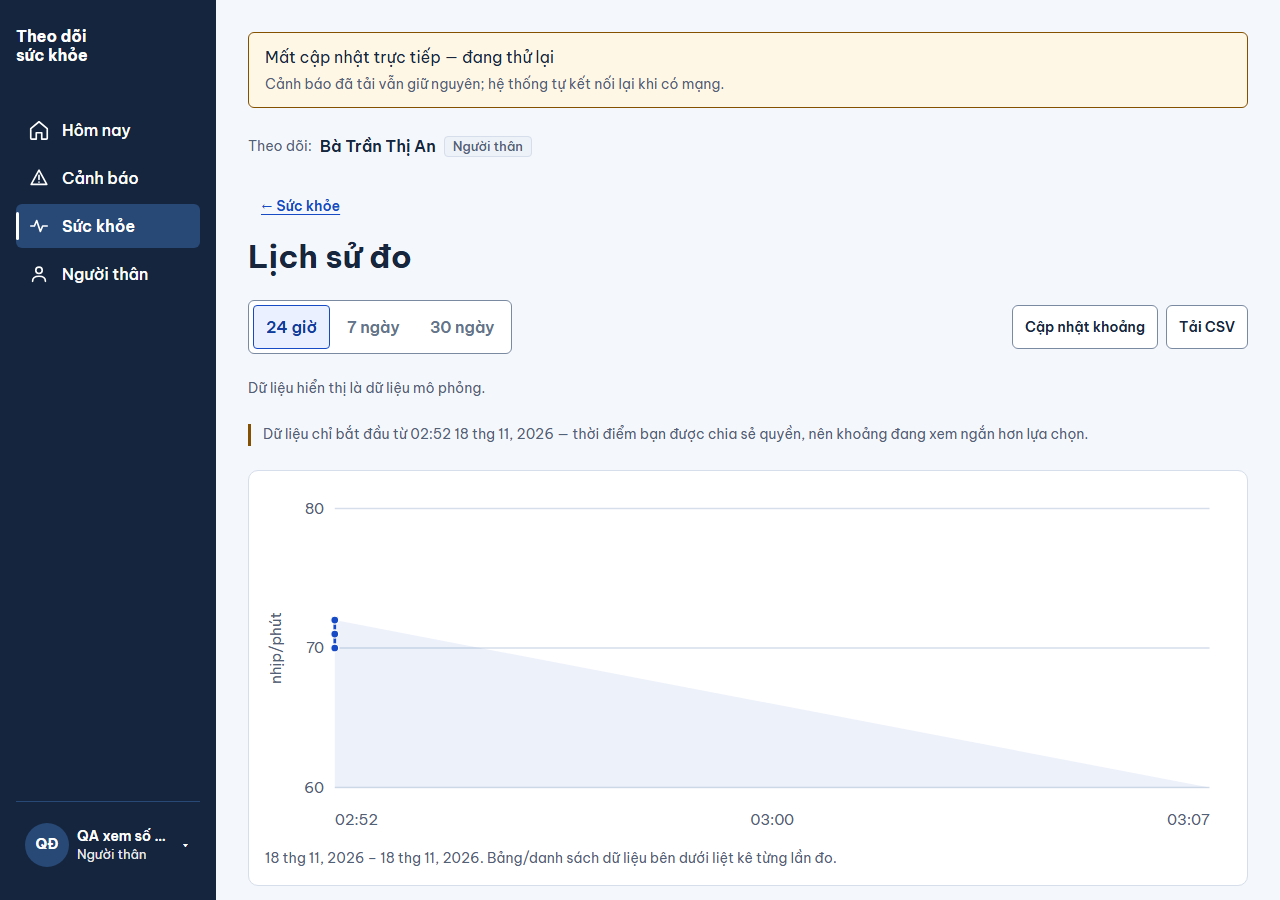 Theo dõi
sức khỏe
Hôm nay
Cảnh báo
Sức khỏe
Người thân
QĐ
QA xem số ...
Người thân
Mất cập nhật trực tiếp — đang thử lại
Cảnh báo đã tải vẫn giữ nguyên; hệ thống tự kết nối lại khi có mạng.
Theo dõi: Bà Trần Thị An Người thân
← Sức khỏe
Lịch sử đo
24 giờ 7 ngày 30 ngày Cập nhật khoảng Tải CSV
Dữ liệu hiển thị là dữ liệu mô phỏng.
Dữ liệu chỉ bắt đầu từ 02:52 18 thg 11, 2026 — thời điểm bạn được chia sẻ quyền, nên khoảng đang xem ngắn hơn lựa chọn.
80
nhịp/phút
70
60
02:52 03:00 03:07
18 thg 11, 2026 – 18 thg 11, 2026. Bảng/danh sách dữ liệu bên dưới liệt kê từng lần đo.